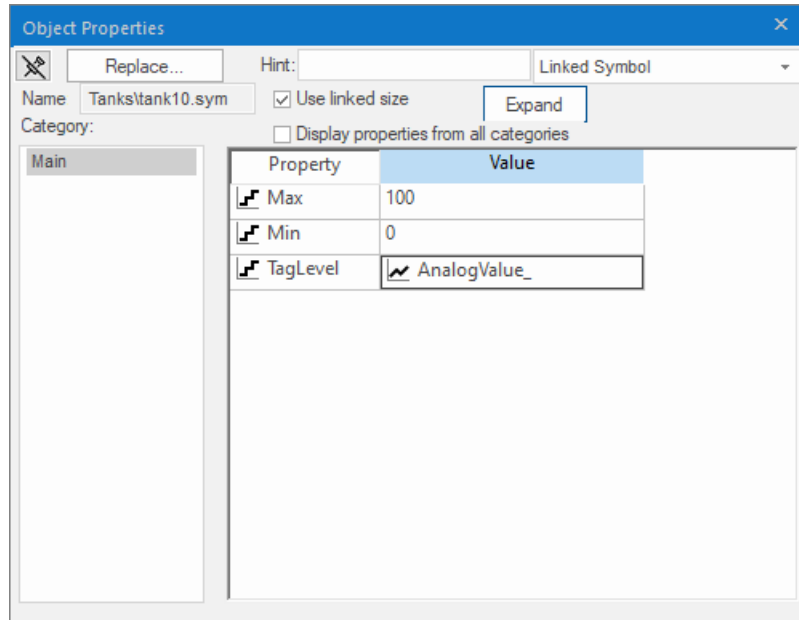 Object Properties
Replace... Hint: Linked Symbol
Name Tanks\tank10.sym Use linked size Expand
Category: Display properties from all categories
Main Property Value
Max 100
Min 0
TagLevel AnalogValue_